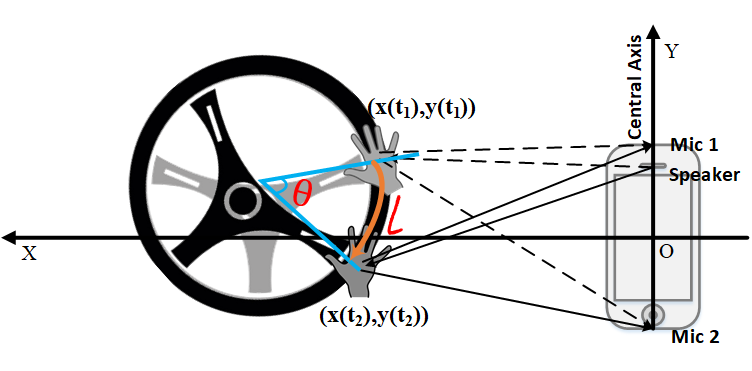 Central Axis
Y
(x(t₁),y(t₁))
Mic 1
Speaker
θ
L
X
O
(x(t₂),y(t₂))
Mic 2